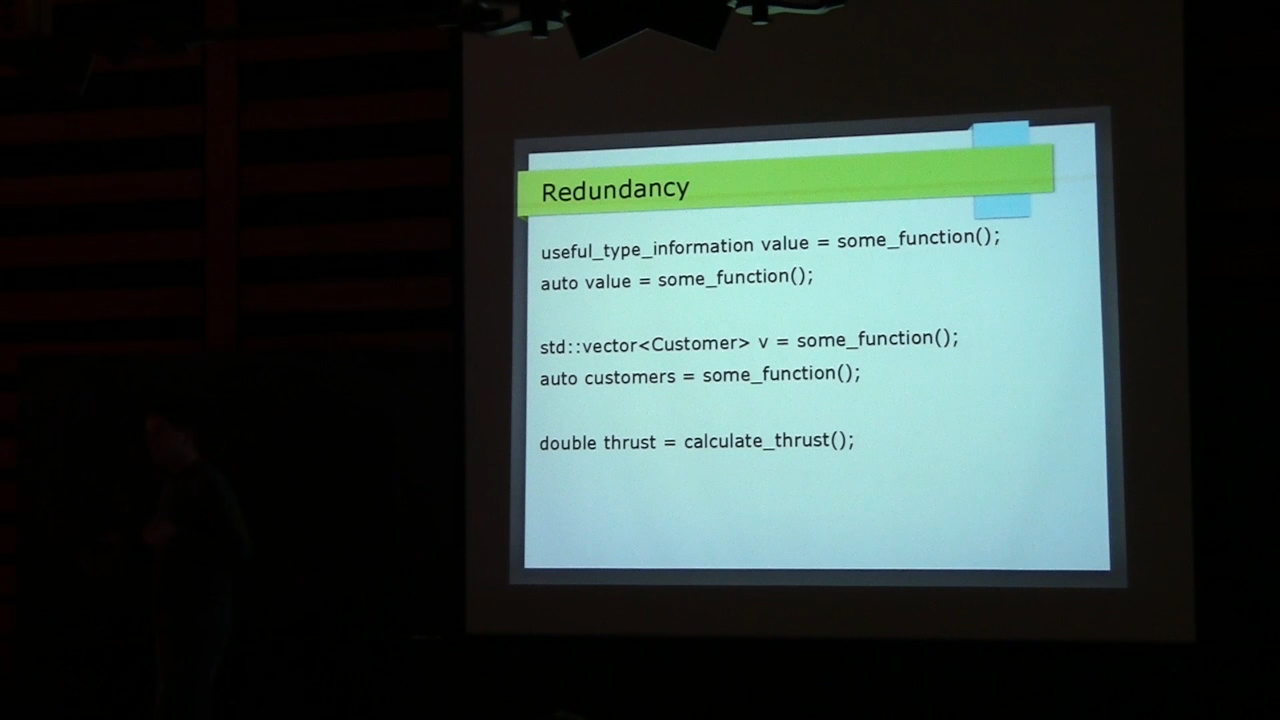 Redundancy
useful_type_information value = some_function();
auto value = some_function();
std::vector<Customer> v = some_function();
auto customers = some_function();
double thrust = calculate_thrust();